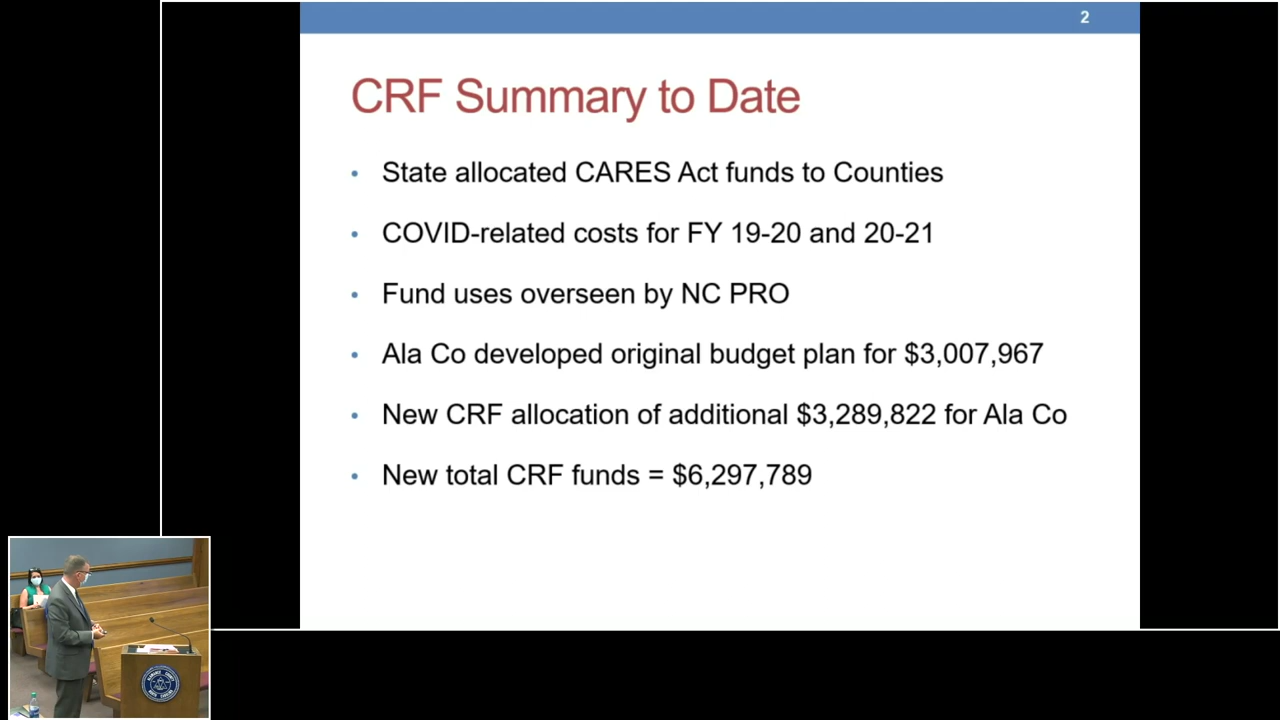 2
CRF Summary to Date
• State allocated CARES Act funds to Counties
• COVID-related costs for FY 19-20 and 20-21
• Fund uses overseen by NC PRO
• Ala Co developed original budget plan for $3,007,967
• New CRF allocation of additional $3,289,822 for Ala Co
• New total CRF funds = $6,297,789